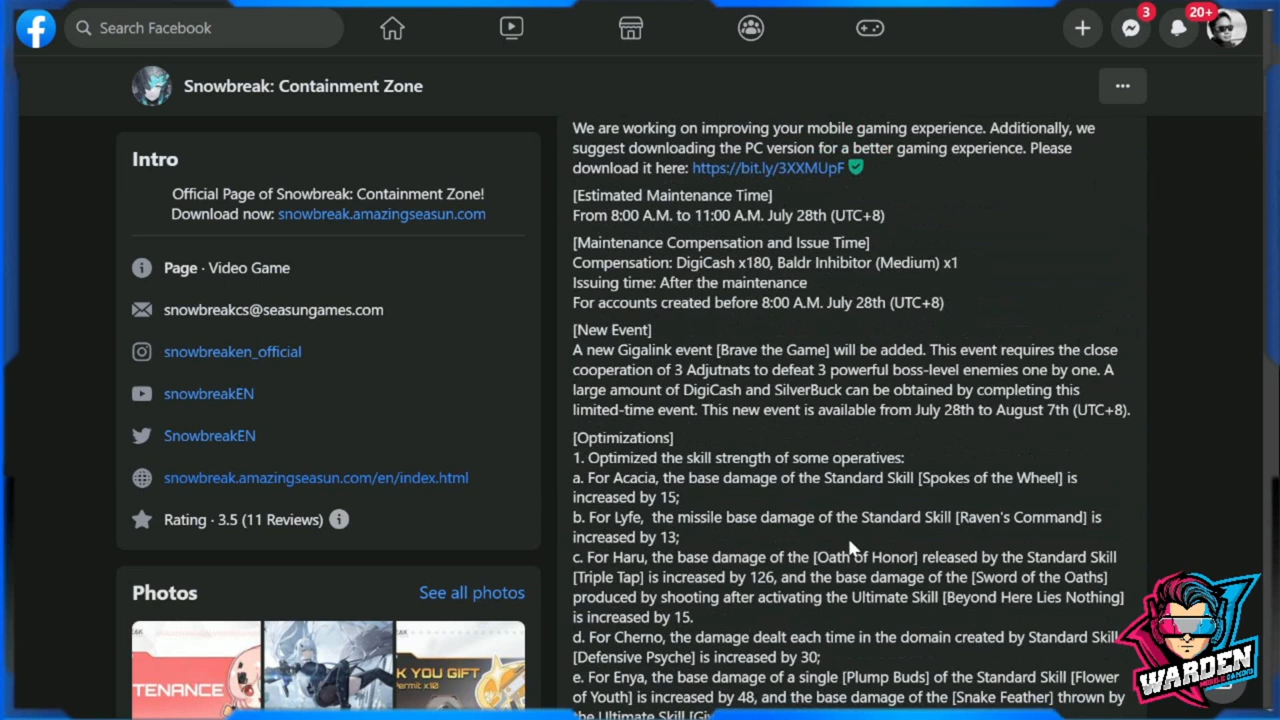 Search Facebook
3
20+
Snowbreak: Containment Zone
Intro
Official Page of Snowbreak: Containment Zone!
Download now: snowbreak.amazingseasun.com
Page · Video Game
snowbreakcs@seasungames.com
snowbreaken_official
snowbreakEN
SnowbreakEN
snowbreak.amazingseasun.com/en/index.html
Rating · 3.5 (11 Reviews)
Photos
See all photos
TENANCE
K YOU GIFT
Permit x10
We are working on improving your mobile gaming experience. Additionally, we
suggest downloading the PC version for a better gaming experience. Please
download it here: https://bit.ly/3XXMUpF
[Estimated Maintenance Time]
From 8:00 A.M. to 11:00 A.M. July 28th (UTC+8)
[Maintenance Compensation and Issue Time]
Compensation: DigiCash x180, Baldr Inhibitor (Medium) x1
Issuing time: After the maintenance
For accounts created before 8:00 A.M. July 28th (UTC+8)
[New Event]
A new Gigalink event [Brave the Game] will be added. This event requires the close
cooperation of 3 Adjutnats to defeat 3 powerful boss-level enemies one by one. A
large amount of DigiCash and SilverBuck can be obtained by completing this
limited-time event. This new event is available from July 28th to August 7th (UTC+8).
[Optimizations]
1. Optimized the skill strength of some operatives:
a. For Acacia, the base damage of the Standard Skill [Spokes of the Wheel] is
increased by 15;
b. For Lyfe, the missile base damage of the Standard Skill [Raven's Command] is
increased by 13;
c. For Haru, the base damage of the [Oath of Honor] released by the Standard Skill
[Triple Tap] is increased by 126, and the base damage of the [Sword of the Oaths]
produced by shooting after activating the Ultimate Skill [Beyond Here Lies Nothing]
is increased by 15.
d. For Cherno, the damage dealt each time in the domain created by Standard Skill
[Defensive Psyche] is increased by 30;
e. For Enya, the base damage of a single [Plump Buds] of the Standard Skill [Flower
of Youth] is increased by 48, and the base damage of the [Snake Feather] thrown by
the Ultimate Skill
WARDEN
MOBILE GAMING